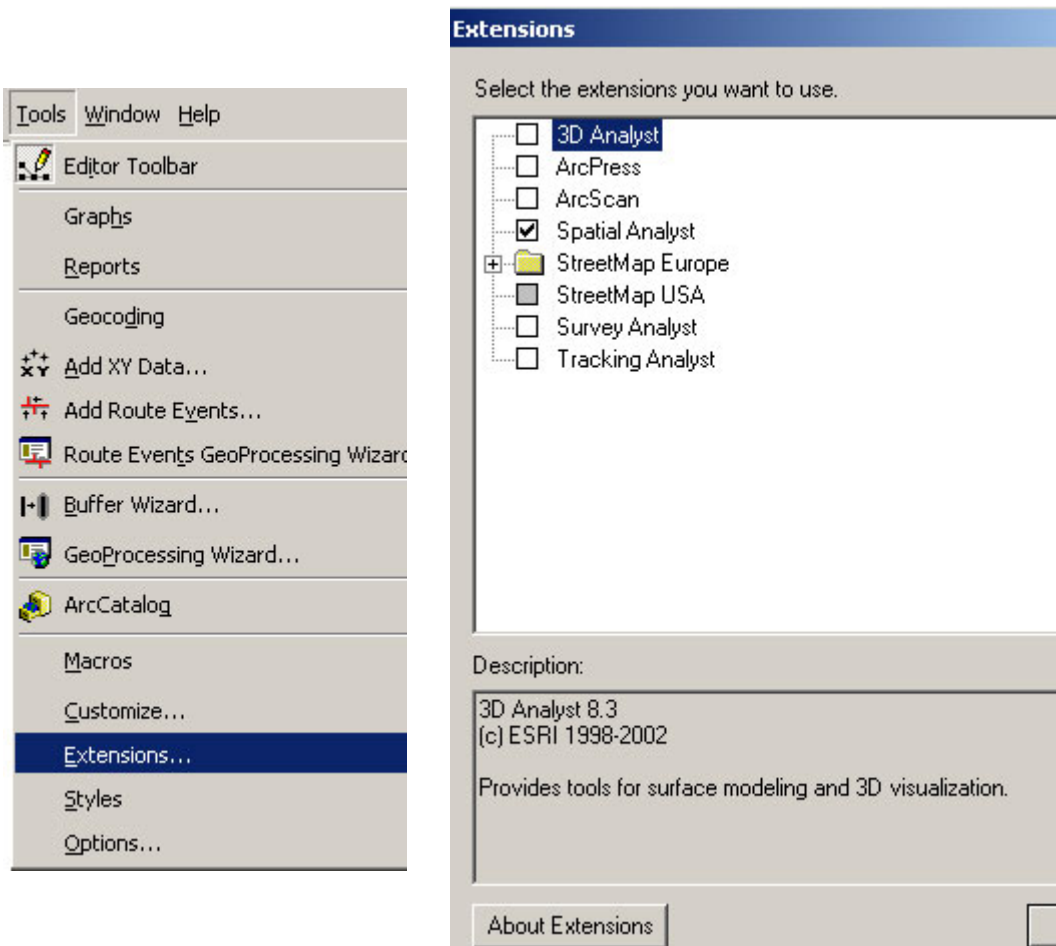 Tools Window Help
Editor Toolbar
Graphs
Reports
Geocoding
Add XY Data...
Add Route Events...
Route Events GeoProcessing Wizard
Buffer Wizard...
GeoProcessing Wizard...
ArcCatalog
Macros
Customize...
Extensions...
Styles
Options...
Extensions
Select the extensions you want to use.
3D Analyst
ArcPress
ArcScan
Spatial Analyst
StreetMap Europe
StreetMap USA
Survey Analyst
Tracking Analyst
Description:
3D Analyst 8.3
(c) ESRI 1998-2002
Provides tools for surface modeling and 3D visualization.
About Extensions